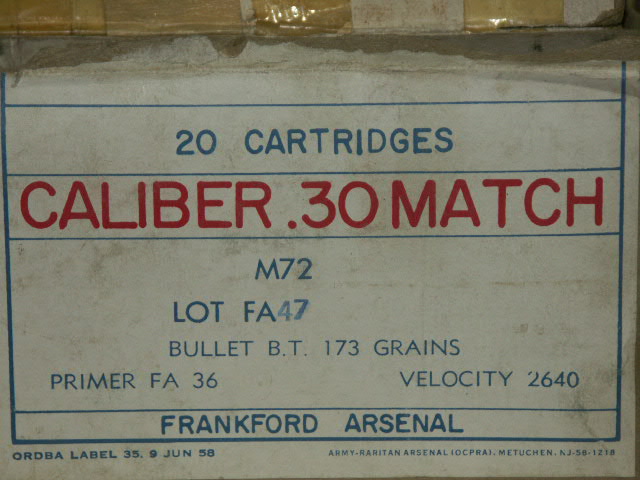 20 CARTRIDGES
CALIBER .30 MATCH
M72
LOT FA47
BULLET B.T. 173 GRAINS
PRIMER FA 36 VELOCITY 2640
FRANKFORD ARSENAL
ORDBA LABEL 35. 9 JUN 58 ARMY-RARITAN ARSENAL (OCPRA). METUCHEN. NJ-58-1218